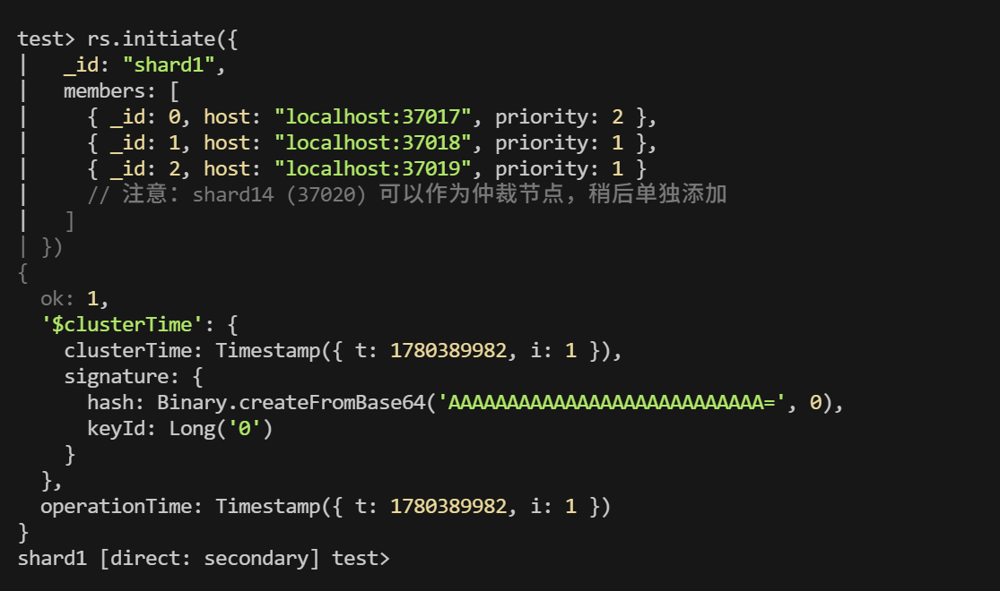 test> rs.initiate({
|   _id: "shard1",
|   members: [
|     { _id: 0, host: "localhost:37017", priority: 2 },
|     { _id: 1, host: "localhost:37018", priority: 1 },
|     { _id: 2, host: "localhost:37019", priority: 1 }
|     // 注意：shard14 (37020) 可以作为仲裁节点，稍后单独添加
|   ]
| })
{
  ok: 1,
  '$clusterTime': {
    clusterTime: Timestamp({ t: 1780389982, i: 1 }),
    signature: {
      hash: Binary.createFromBase64('AAAAAAAAAAAAAAAAAAAAAAAAAAA=', 0),
      keyId: Long('0')
    }
  },
  operationTime: Timestamp({ t: 1780389982, i: 1 })
}
shard1 [direct: secondary] test>